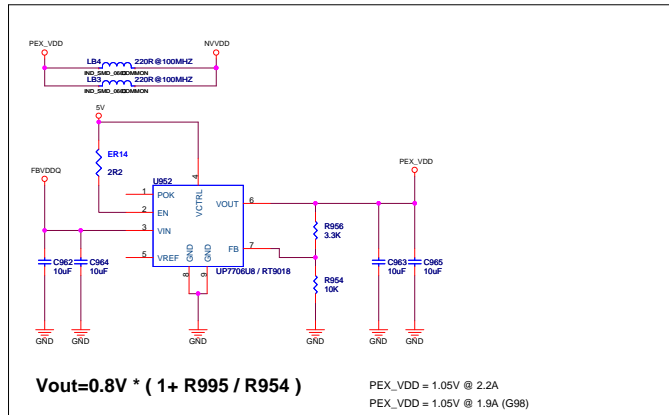 PEX_VDD
NVVDD
LB4 220R@100MHZ
LB3 220R@100MHZ
5V
ER14
2R2
FBVDDQ
PEX_VDD
U952
1 POK
2 EN
3 VIN
5 VREF
4 VCTRL
VOUT 6
FB 7
GND 8
GND 9
UP7706U8 / RT9018
R956
3.3K
R954
10K
C962
10uF
C964
10uF
C963
10uF
C965
10uF
GND
GND
GND
GND
GND
GND
Vout=0.8V * ( 1+ R995 / R954 )
PEX_VDD = 1.05V @ 2.2A
PEX_VDD = 1.05V @ 1.9A (G98)